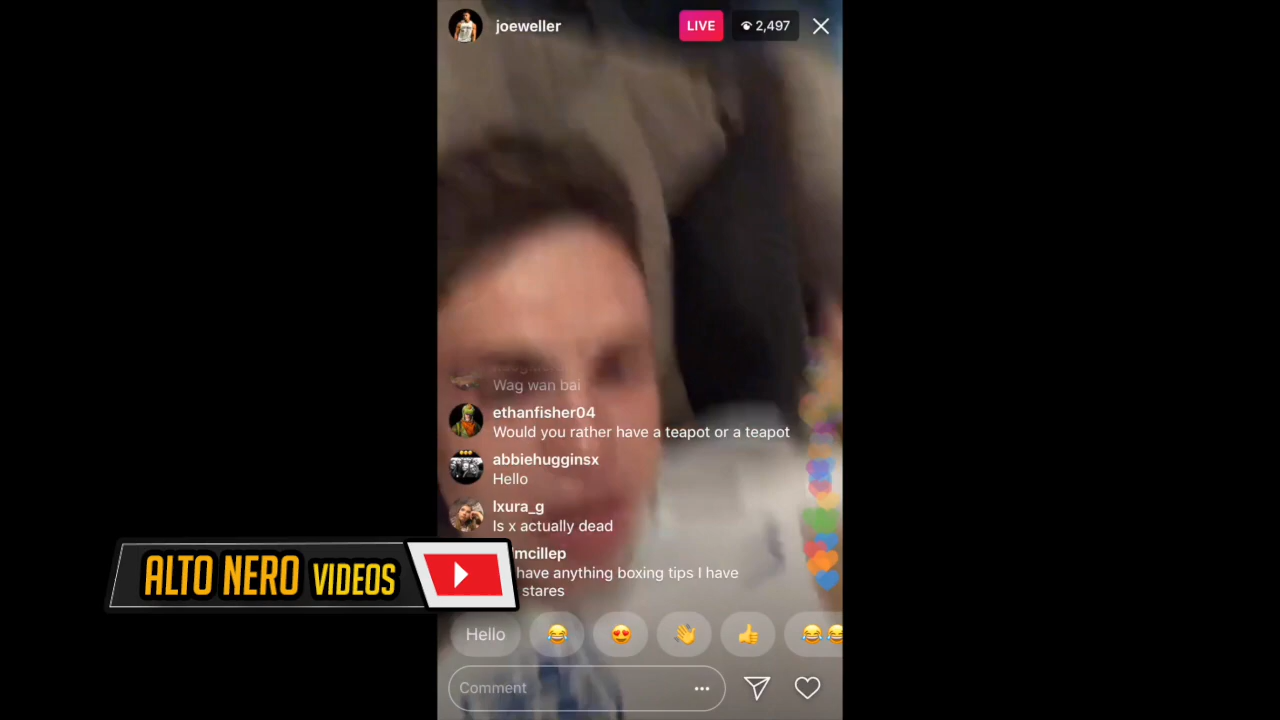 joeweller
LIVE
2,497
Wag wan bai
ethanfisher04
Would you rather have a teapot or a teapot
abbiehugginsx
Hello
lxura_g
Is x actually dead
mcillep
have anything boxing tips I have
stares
ALTO NERO VIDEOS
Hello
Comment